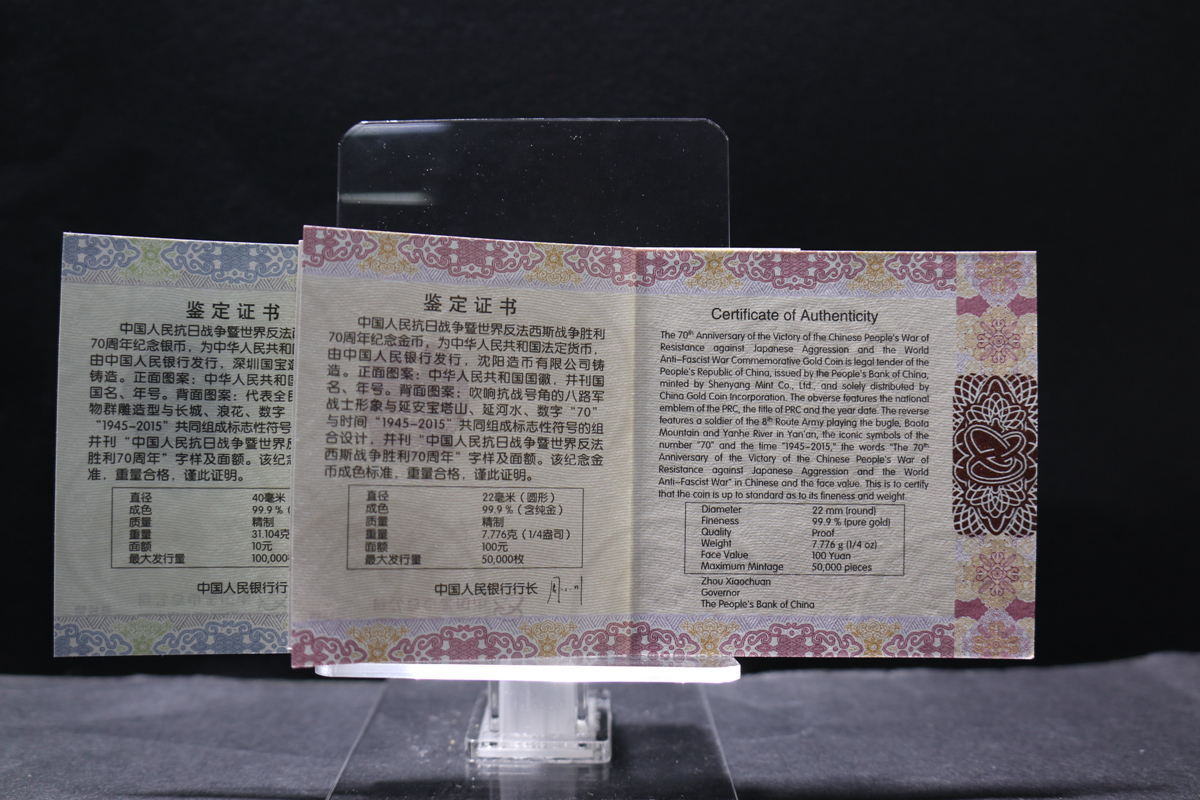 鉴定证书
中国人民抗日战争暨世界反法
70周年纪念银币，为中华人民共和
由中国人民银行发行，深圳国宝
铸造。正面图案：中华人民共和
国名、年号。背面图案：代表全
物群雕造型与长城、浪花、数字
“1945-2015”共同组成标志性符号
并刊“中国人民抗日战争暨世界
胜利70周年”字样及面额。该纪念
准，重量合格，谨此证明。
直径 40毫米
成色 99.9％
质量 精制
重量 31.104克
面额 10元
最大发行量 100,000
中国人民银行行
鉴定证书
中国人民抗日战争暨世界反法西斯战争胜利
70周年纪念金币，为中华人民共和国法定货币，
由中国人民银行发行，沈阳造币有限公司铸
造。正面图案：中华人民共和国国徽，并刊国
名、年号。背面图案：吹响抗战号角的八路军
战士形象与延安宝塔山、延河水、数字“70”
与时间“1945-2015”共同组成标志性符号的组
合设计，并刊“中国人民抗日战争暨世界反法
西斯战争胜利70周年”字样及面额。该纪念金
币成色标准，重量合格，谨此证明。
直径 22毫米（圆形）
成色 99.9％（含纯金）
质量 精制
重量 7.776克（1/4盎司）
面额 100元
最大发行量 50,000枚
中国人民银行行长
Certificate of Authenticity
The 70th Anniversary of the Victory of the Chinese People's War of
Resistance against Japanese Aggression and the World
Anti-Fascist War Commemorative Gold Coin is legal tender of the
People's Republic of China, issued by the People's Bank of China,
minted by Shenyang Mint Co., Ltd., and solely distributed by
China Gold Coin Incorporation. The obverse features the national
emblem of the PRC, the title of PRC and the year date. The reverse
features a soldier of the 8th Route Army playing the bugle, Baota
Mountain and Yanhe River in Yan'an, the iconic symbols of the
number "70" and the time "1945-2015," the words "The 70th
Anniversary of the Victory of the Chinese People's War of
Resistance against Japanese Aggression and the World
Anti-Fascist War" in Chinese and the face value. This is to certify
that the coin is up to standard as to its fineness and weight.
Diameter 22 mm (round)
Fineness 99.9 % (pure gold)
Quality Proof
Weight 7.776 g (1/4 oz)
Face Value 100 Yuan
Maximum Mintage 50,000 pieces
Zhou Xiaochuan
Governor
The People's Bank of China